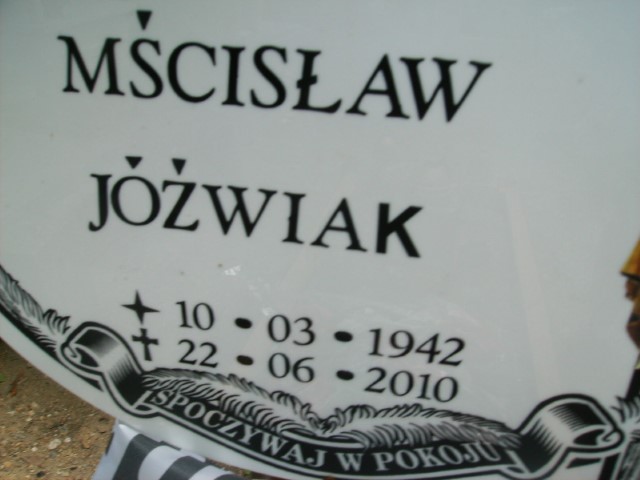 MŚCISŁAW
JÓŹWIAK
10 • 03 • 1942
22 • 06 • 2010
SPOCZYWAJ W POKOJU